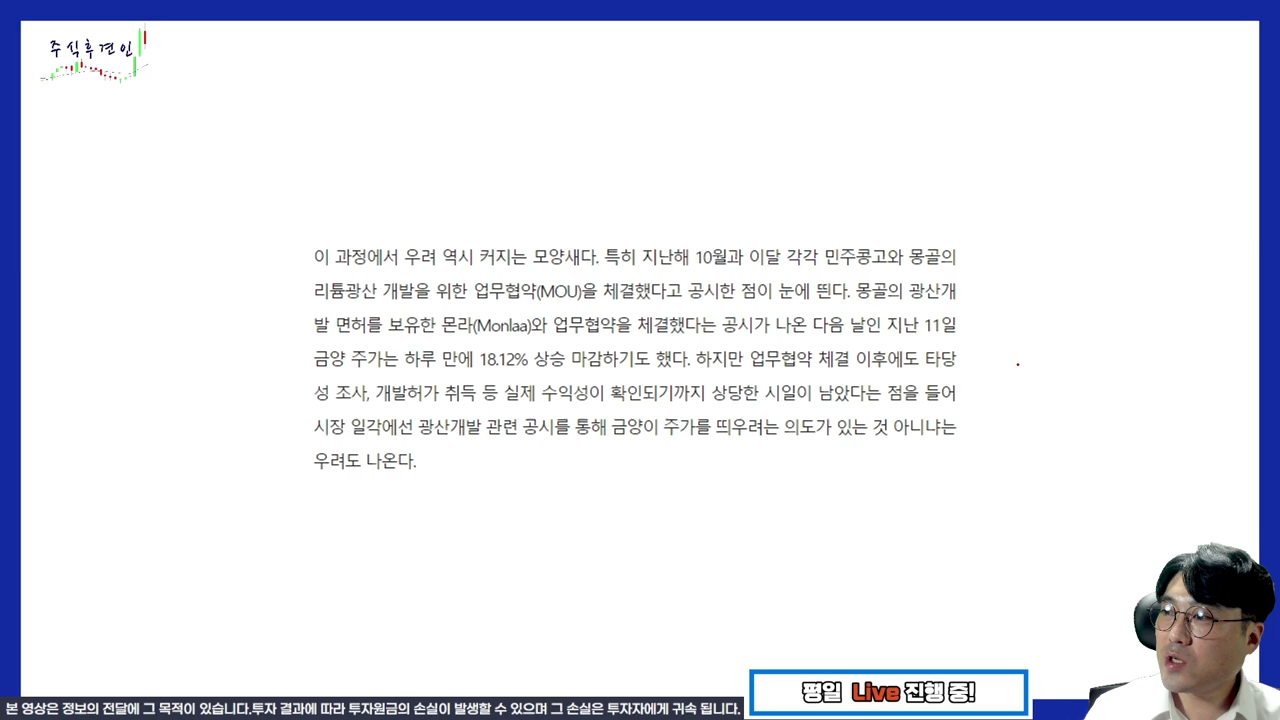 주식후견인
이 과정에서 우려 역시 커지는 모양새다. 특히 지난해 10월과 이달 각각 민주콩고와 몽골의
리튬광산 개발을 위한 업무협약(MOU)을 체결했다고 공시한 점이 눈에 띈다. 몽골의 광산개
발 면허를 보유한 몬라(Monlaa)와 업무협약을 체결했다는 공시가 나온 다음 날인 지난 11일
금양 주가는 하루 만에 18.12% 상승 마감하기도 했다. 하지만 업무협약 체결 이후에도 타당
성 조사, 개발허가 취득 등 실제 수익성이 확인되기까지 상당한 시일이 남았다는 점을 들어
시장 일각에선 광산개발 관련 공시를 통해 금양이 주가를 띄우려는 의도가 있는 것 아니냐는
우려도 나온다.
평일 Live 진행 중!
본 영상은 정보의 전달에 그 목적이 있습니다.투자 결과에 따라 투자원금의 손실이 발생할 수 있으며 그 손실은 투자자에게 귀속 됩니다.